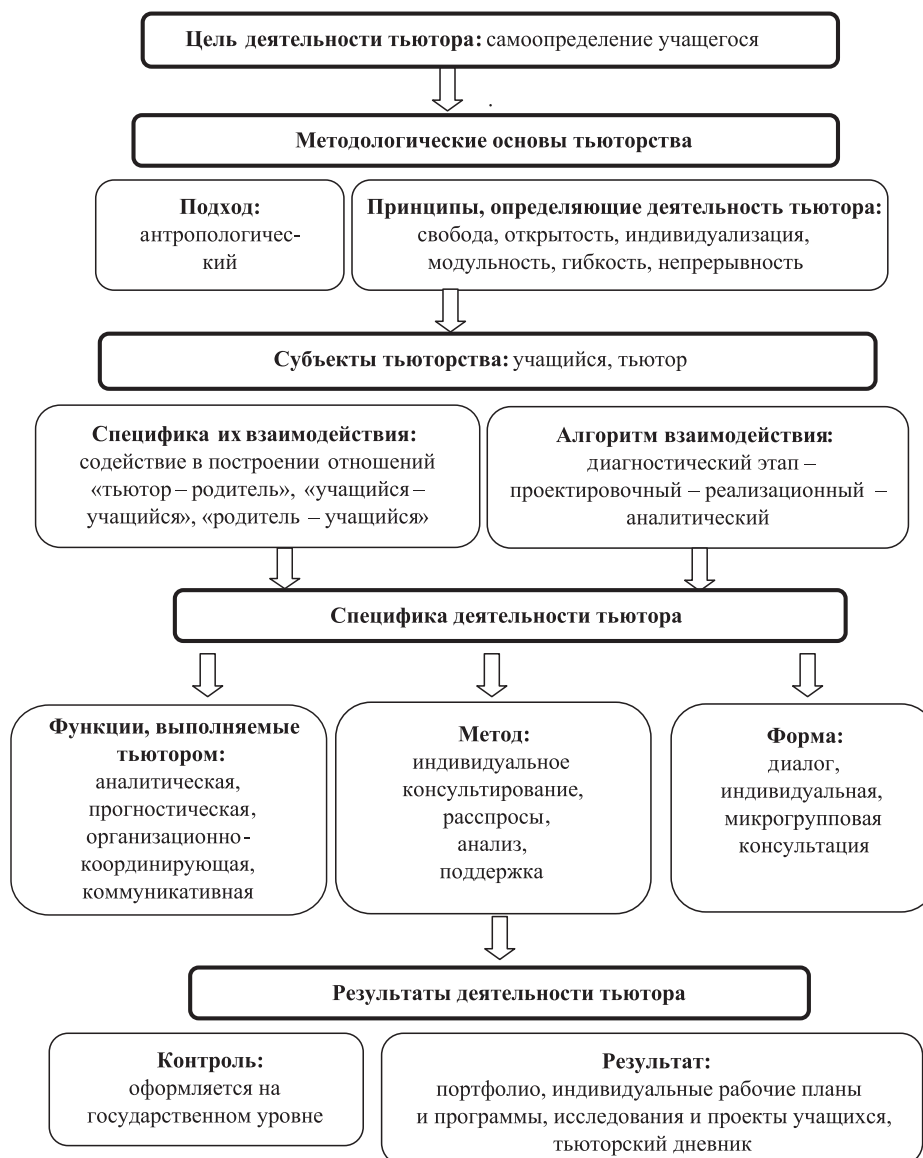 Цель деятельности тьютора: самоопределение учащегося
Методологические основы тьюторства
Подход:
антропологичес-
кий
Принципы, определяющие деятельность тьютора:
свобода, открытость, индивидуализация,
модульность, гибкость, непрерывность
Субъекты тьюторства: учащийся, тьютор
Специфика их взаимодействия:
содействие в построении отношений
«тьютор – родитель», «учащийся –
учащийся», «родитель – учащийся»
Алгоритм взаимодействия:
диагностический этап –
проектировочный – реализационный –
аналитический
Специфика деятельности тьютора
Функции, выполняемые
тьютором:
аналитическая,
прогностическая,
организационно-
координирующая,
коммуникативная
Метод:
индивидуальное
консультирование,
расспросы,
анализ,
поддержка
Форма:
диалог,
индивидуальная,
микрогрупповая
консультация
Результаты деятельности тьютора
Контроль:
оформляется на
государственном уровне
Результат:
портфолио, индивидуальные рабочие планы
и программы, исследования и проекты учащихся,
тьюторский дневник